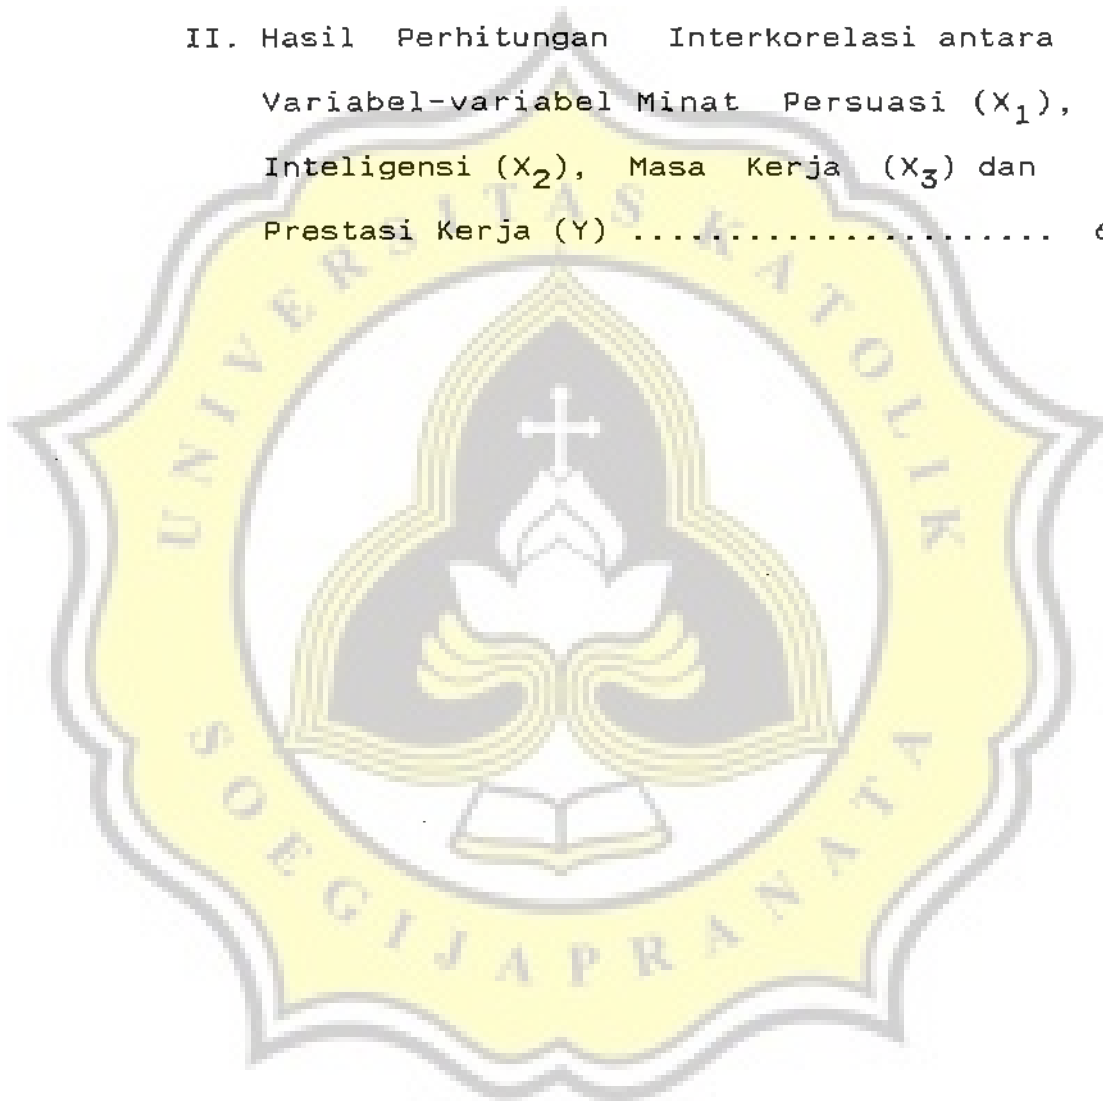 II. Hasil Perhitungan Interkorelasi antara
Variabel-variabel Minat Persuasi (X₁),
Inteligensi (X₂), Masa Kerja (X₃) dan
Prestasi Kerja (Y) ......................
UNIVERSITAS KATOLIK
SOEGIJAPRANATA